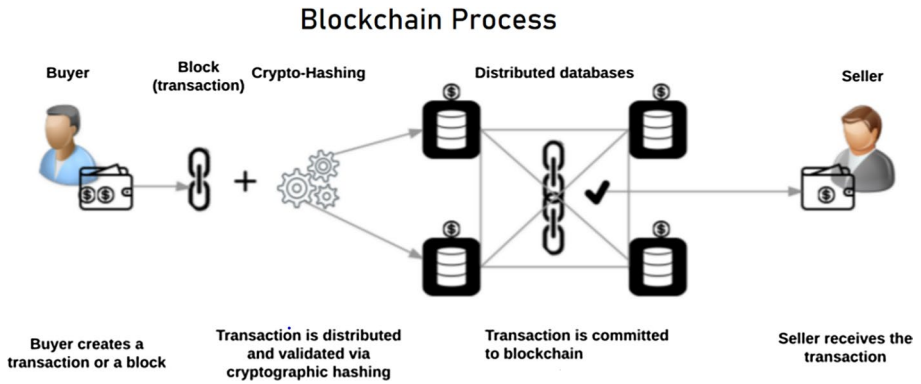 Blockchain Process
Buyer
Block
(transaction)
Crypto-Hashing
Distributed databases
Seller
$
$
$ $
$
$
$
Buyer creates a
transaction or a block
Transaction is distributed
and validated via
cryptographic hashing
Transaction is committed
to blockchain
Seller receives the
transaction